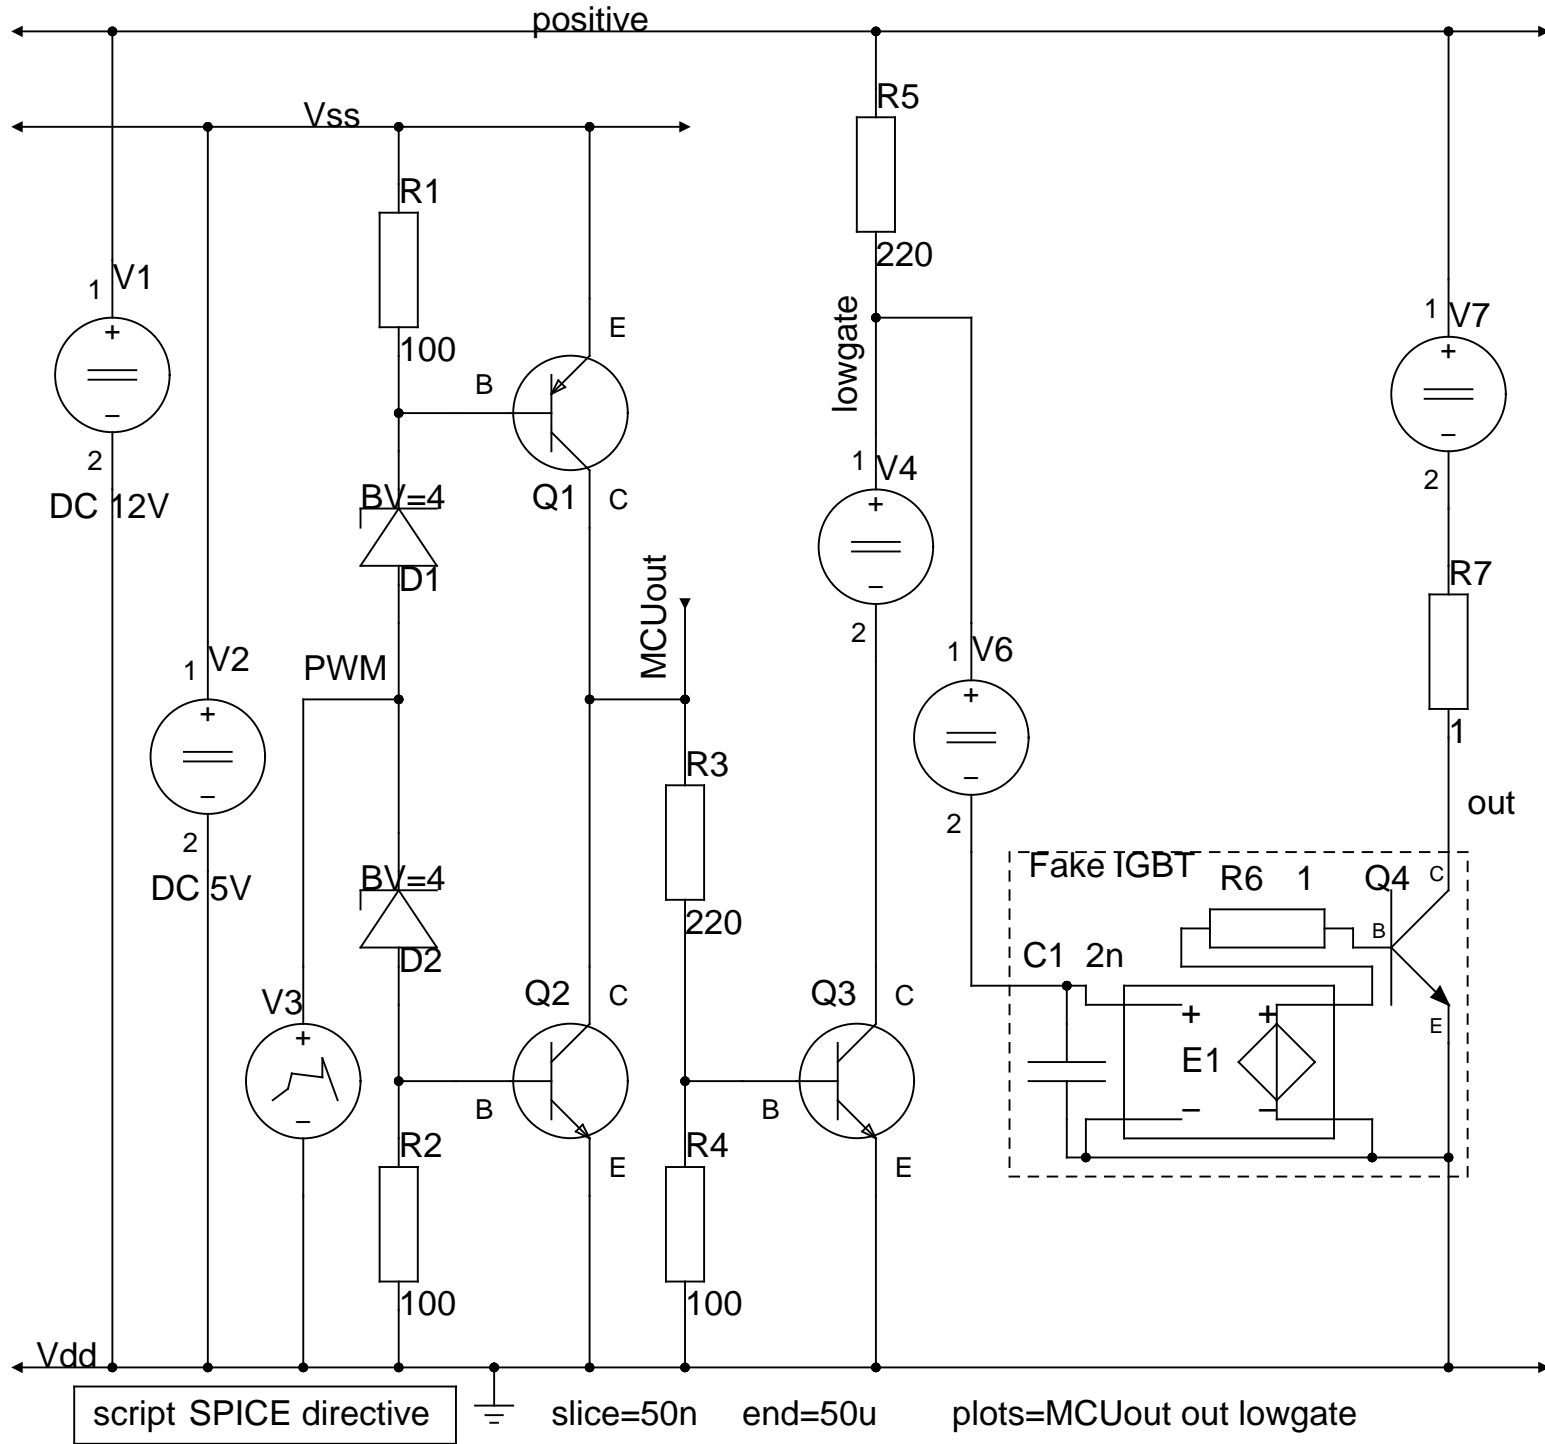 positive
Vss
R5
220
R1
100
1 V1
+
−
2
DC 12V
E
B
Q1
C
BV=4
D1
lowgate
1 V4
+
−
2
1 V7
+
−
2
R7
1
out
MCUout
PWM
1 V2
+
−
2
DC 5V
1 V6
+
−
2
R3
220
BV=4
D2
V3
+
−
Q2
C
B
E
Q3
C
B
E
Fake IGBT
R6 1
Q4
C
B
E
C1 2n
+ +
E1
− −
R2
100
R4
100
Vdd
script SPICE directive
slice=50n end=50u plots=MCUout out lowgate